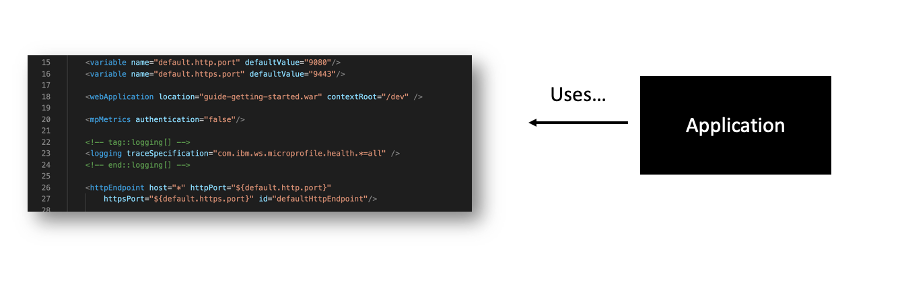 15 <variable name="default.http.port" defaultValue="9080"/>
16 <variable name="default.https.port" defaultValue="9443"/>
17
18 <webApplication location="guide-getting-started.war" contextRoot="/dev" />
19
20 <mpMetrics authentication="false"/>
21
22 <!-- tag::logging[] -->
23 <logging traceSpecification="com.ibm.ws.microprofile.health.*=all" />
24 <!-- end::logging[] -->
25
26 <httpEndpoint host="*" httpPort="${default.http.port}"
27 httpsPort="${default.https.port}" id="defaultHttpEndpoint"/>
28
Uses...
Application